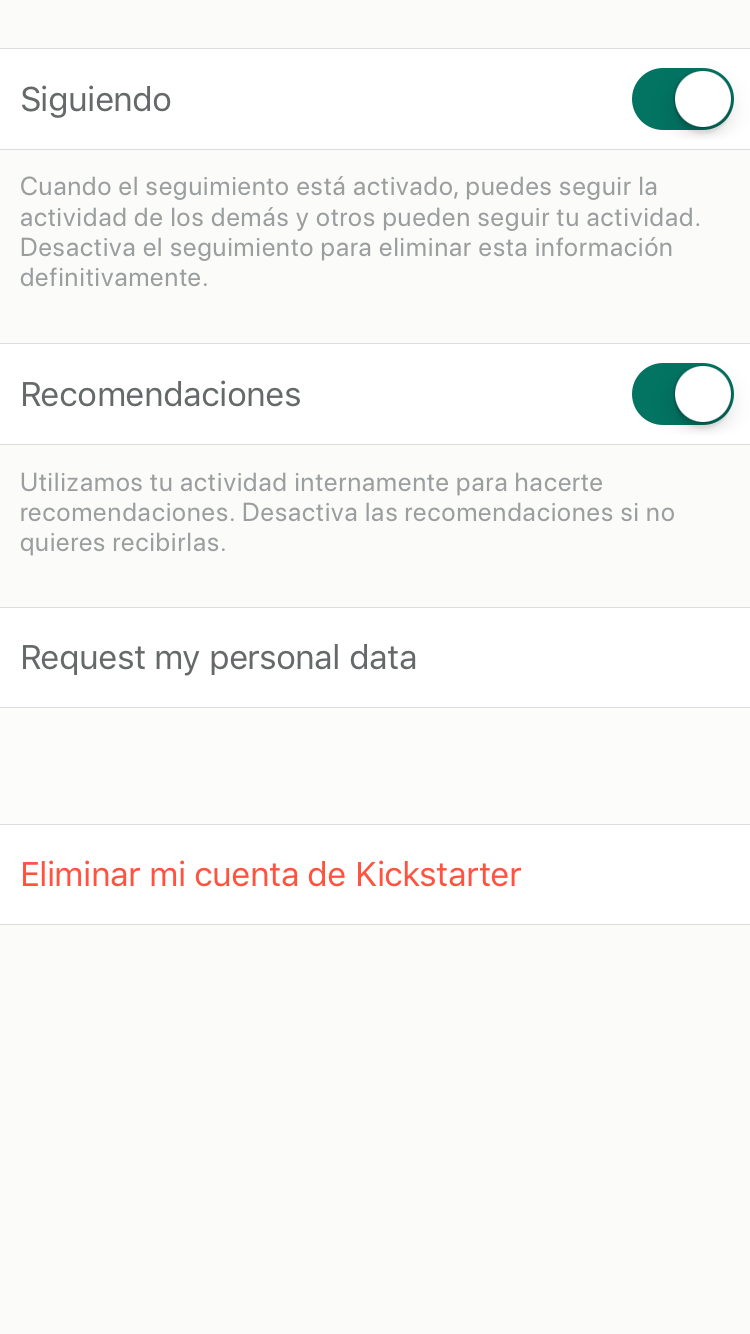 Siguiendo
Cuando el seguimiento está activado, puedes seguir la
actividad de los demás y otros pueden seguir tu actividad.
Desactiva el seguimiento para eliminar esta información
definitivamente.
Recomendaciones
Utilizamos tu actividad internamente para hacerte
recomendaciones. Desactiva las recomendaciones si no
quieres recibirlas.
Request my personal data
Eliminar mi cuenta de Kickstarter